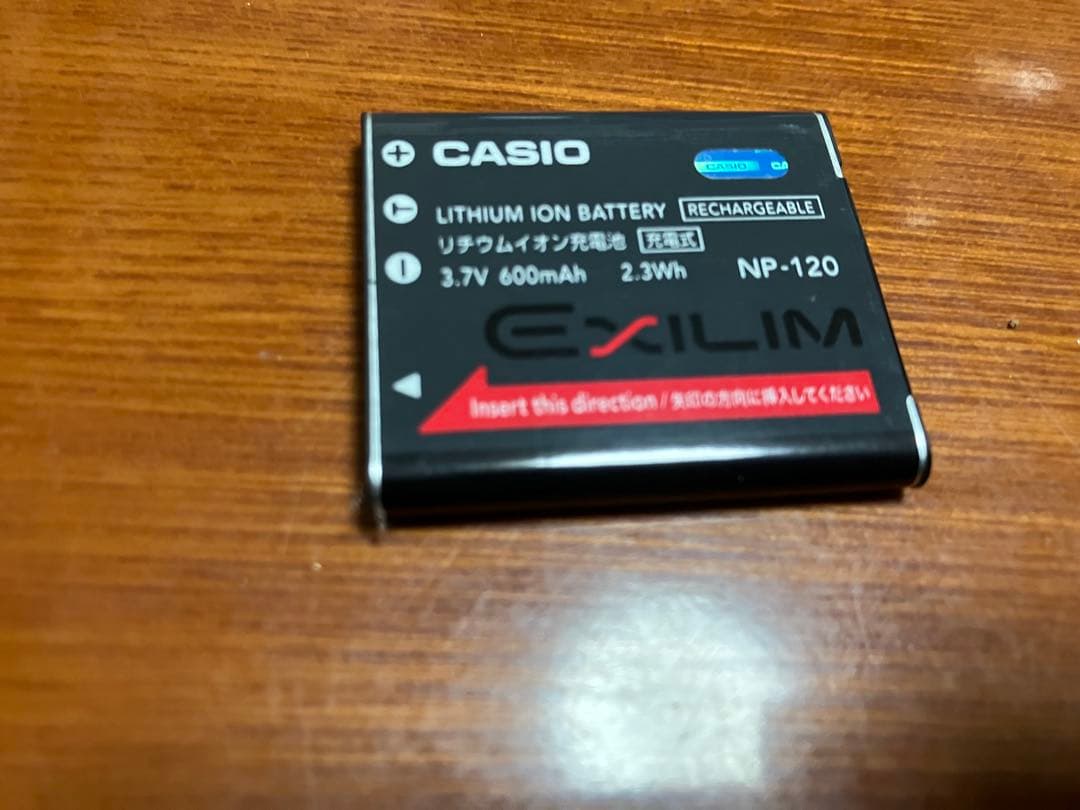 CASIO
CASIO CA
LITHIUM ION BATTERY RECHARGEABLE
リチウムイオン充電池 充電式
3.7V 600mAh 2.3Wh NP-120
EXILIM
Insert this direction / 矢印の方向に挿入してください